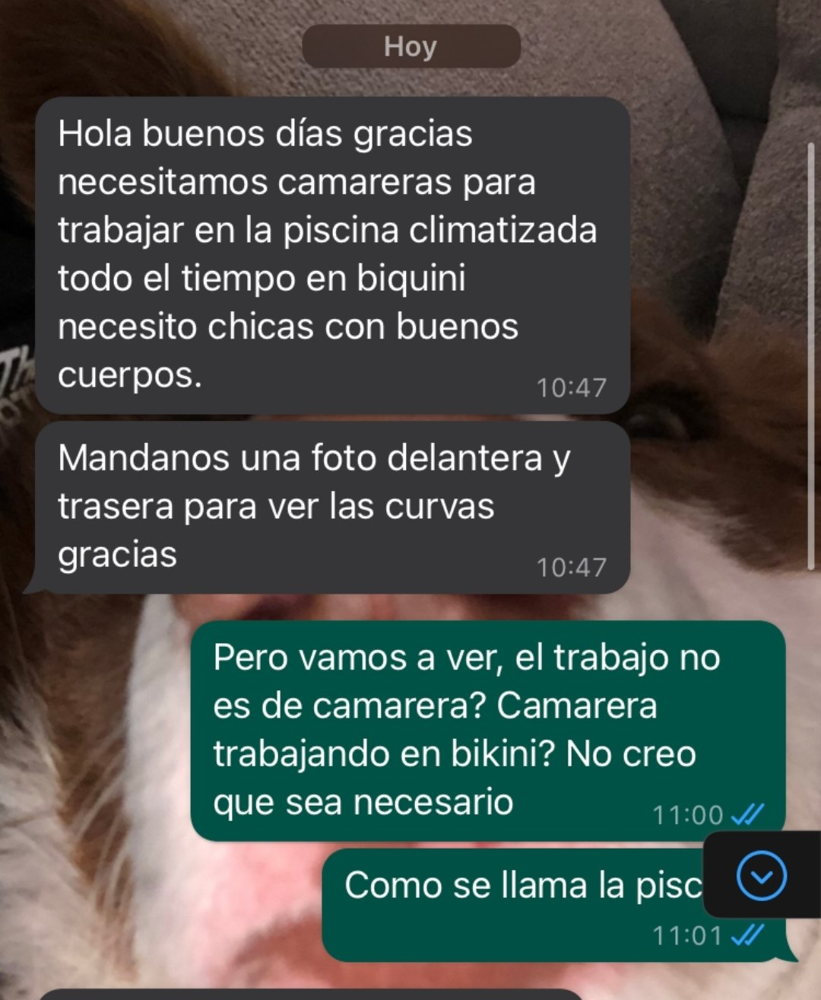 Hoy
Hola buenos días gracias
necesitamos camareras para
trabajar en la piscina climatizada
todo el tiempo en biquini
necesito chicas con buenos
cuerpos.
10:47
Mandanos una foto delantera y
trasera para ver las curvas
gracias
10:47
Pero vamos a ver, el trabajo no
es de camarera? Camarera
trabajando en bikini? No creo
que sea necesario
11:00
Como se llama la
11:01